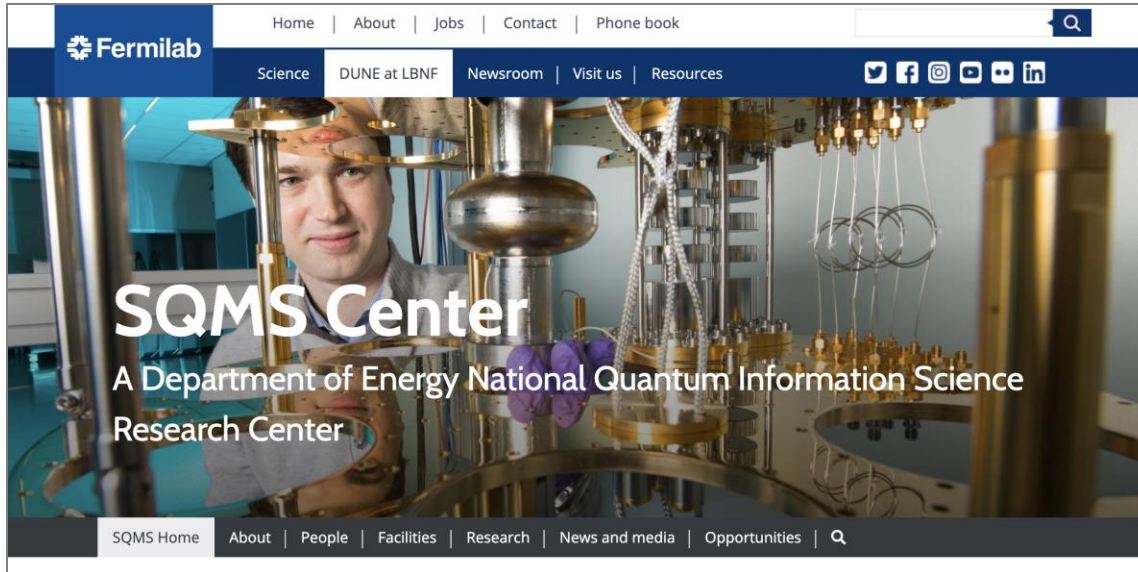 Home | About | Jobs | Contact | Phone book
Fermilab
Science DUNE at LBNF Newsroom | Visit us | Resources
SQMS Center
A Department of Energy National Quantum Information Science
Research Center
SQMS Home About | People | Facilities | Research | News and media | Opportunities |